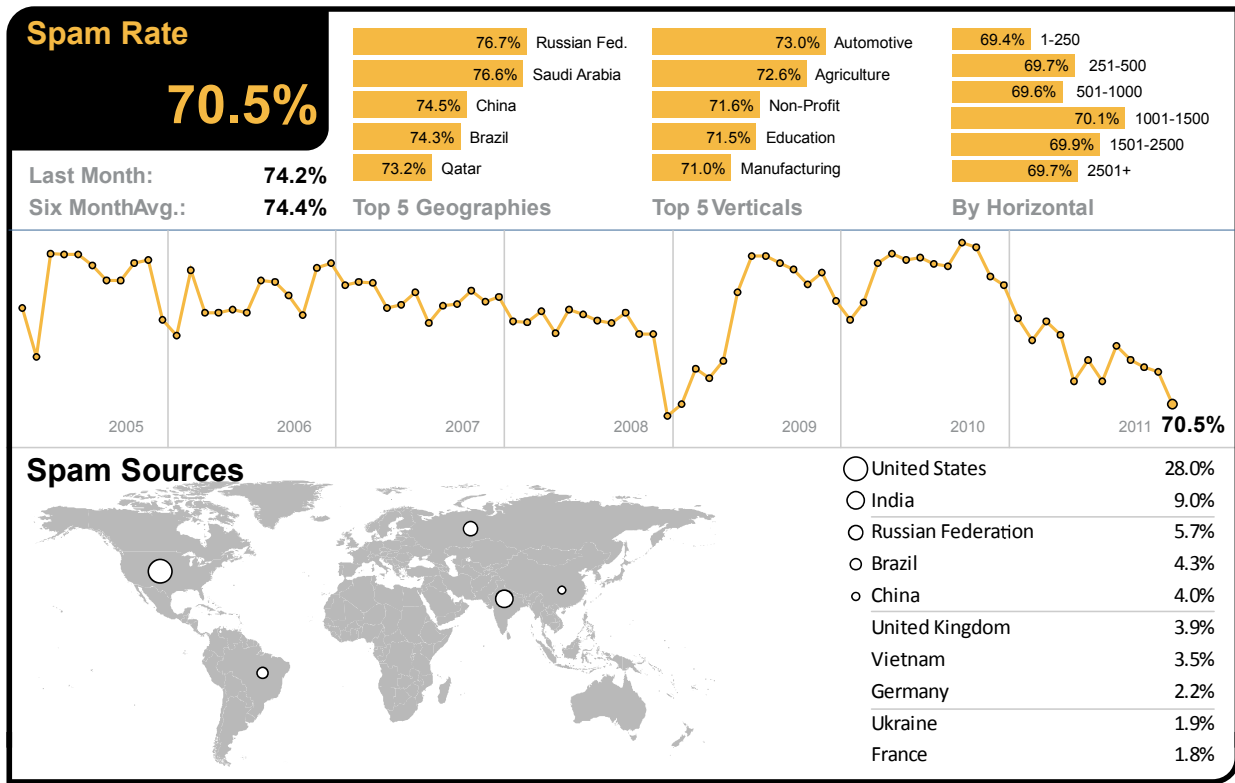 Spam Rate
70.5%
Last Month: 74.2%
Six MonthAvg.: 74.4%
76.7% Russian Fed.
76.6% Saudi Arabia
74.5% China
74.3% Brazil
73.2% Qatar
Top 5 Geographies
73.0% Automotive
72.6% Agriculture
71.6% Non-Profit
71.5% Education
71.0% Manufacturing
Top 5 Verticals
69.4% 1-250
69.7% 251-500
69.6% 501-1000
70.1% 1001-1500
69.9% 1501-2500
69.7% 2501+
By Horizontal
2005 2006 2007 2008 2009 2010 2011 70.5%
Spam Sources
United States 28.0%
India 9.0%
Russian Federation 5.7%
Brazil 4.3%
China 4.0%
United Kingdom 3.9%
Vietnam 3.5%
Germany 2.2%
Ukraine 1.9%
France 1.8%